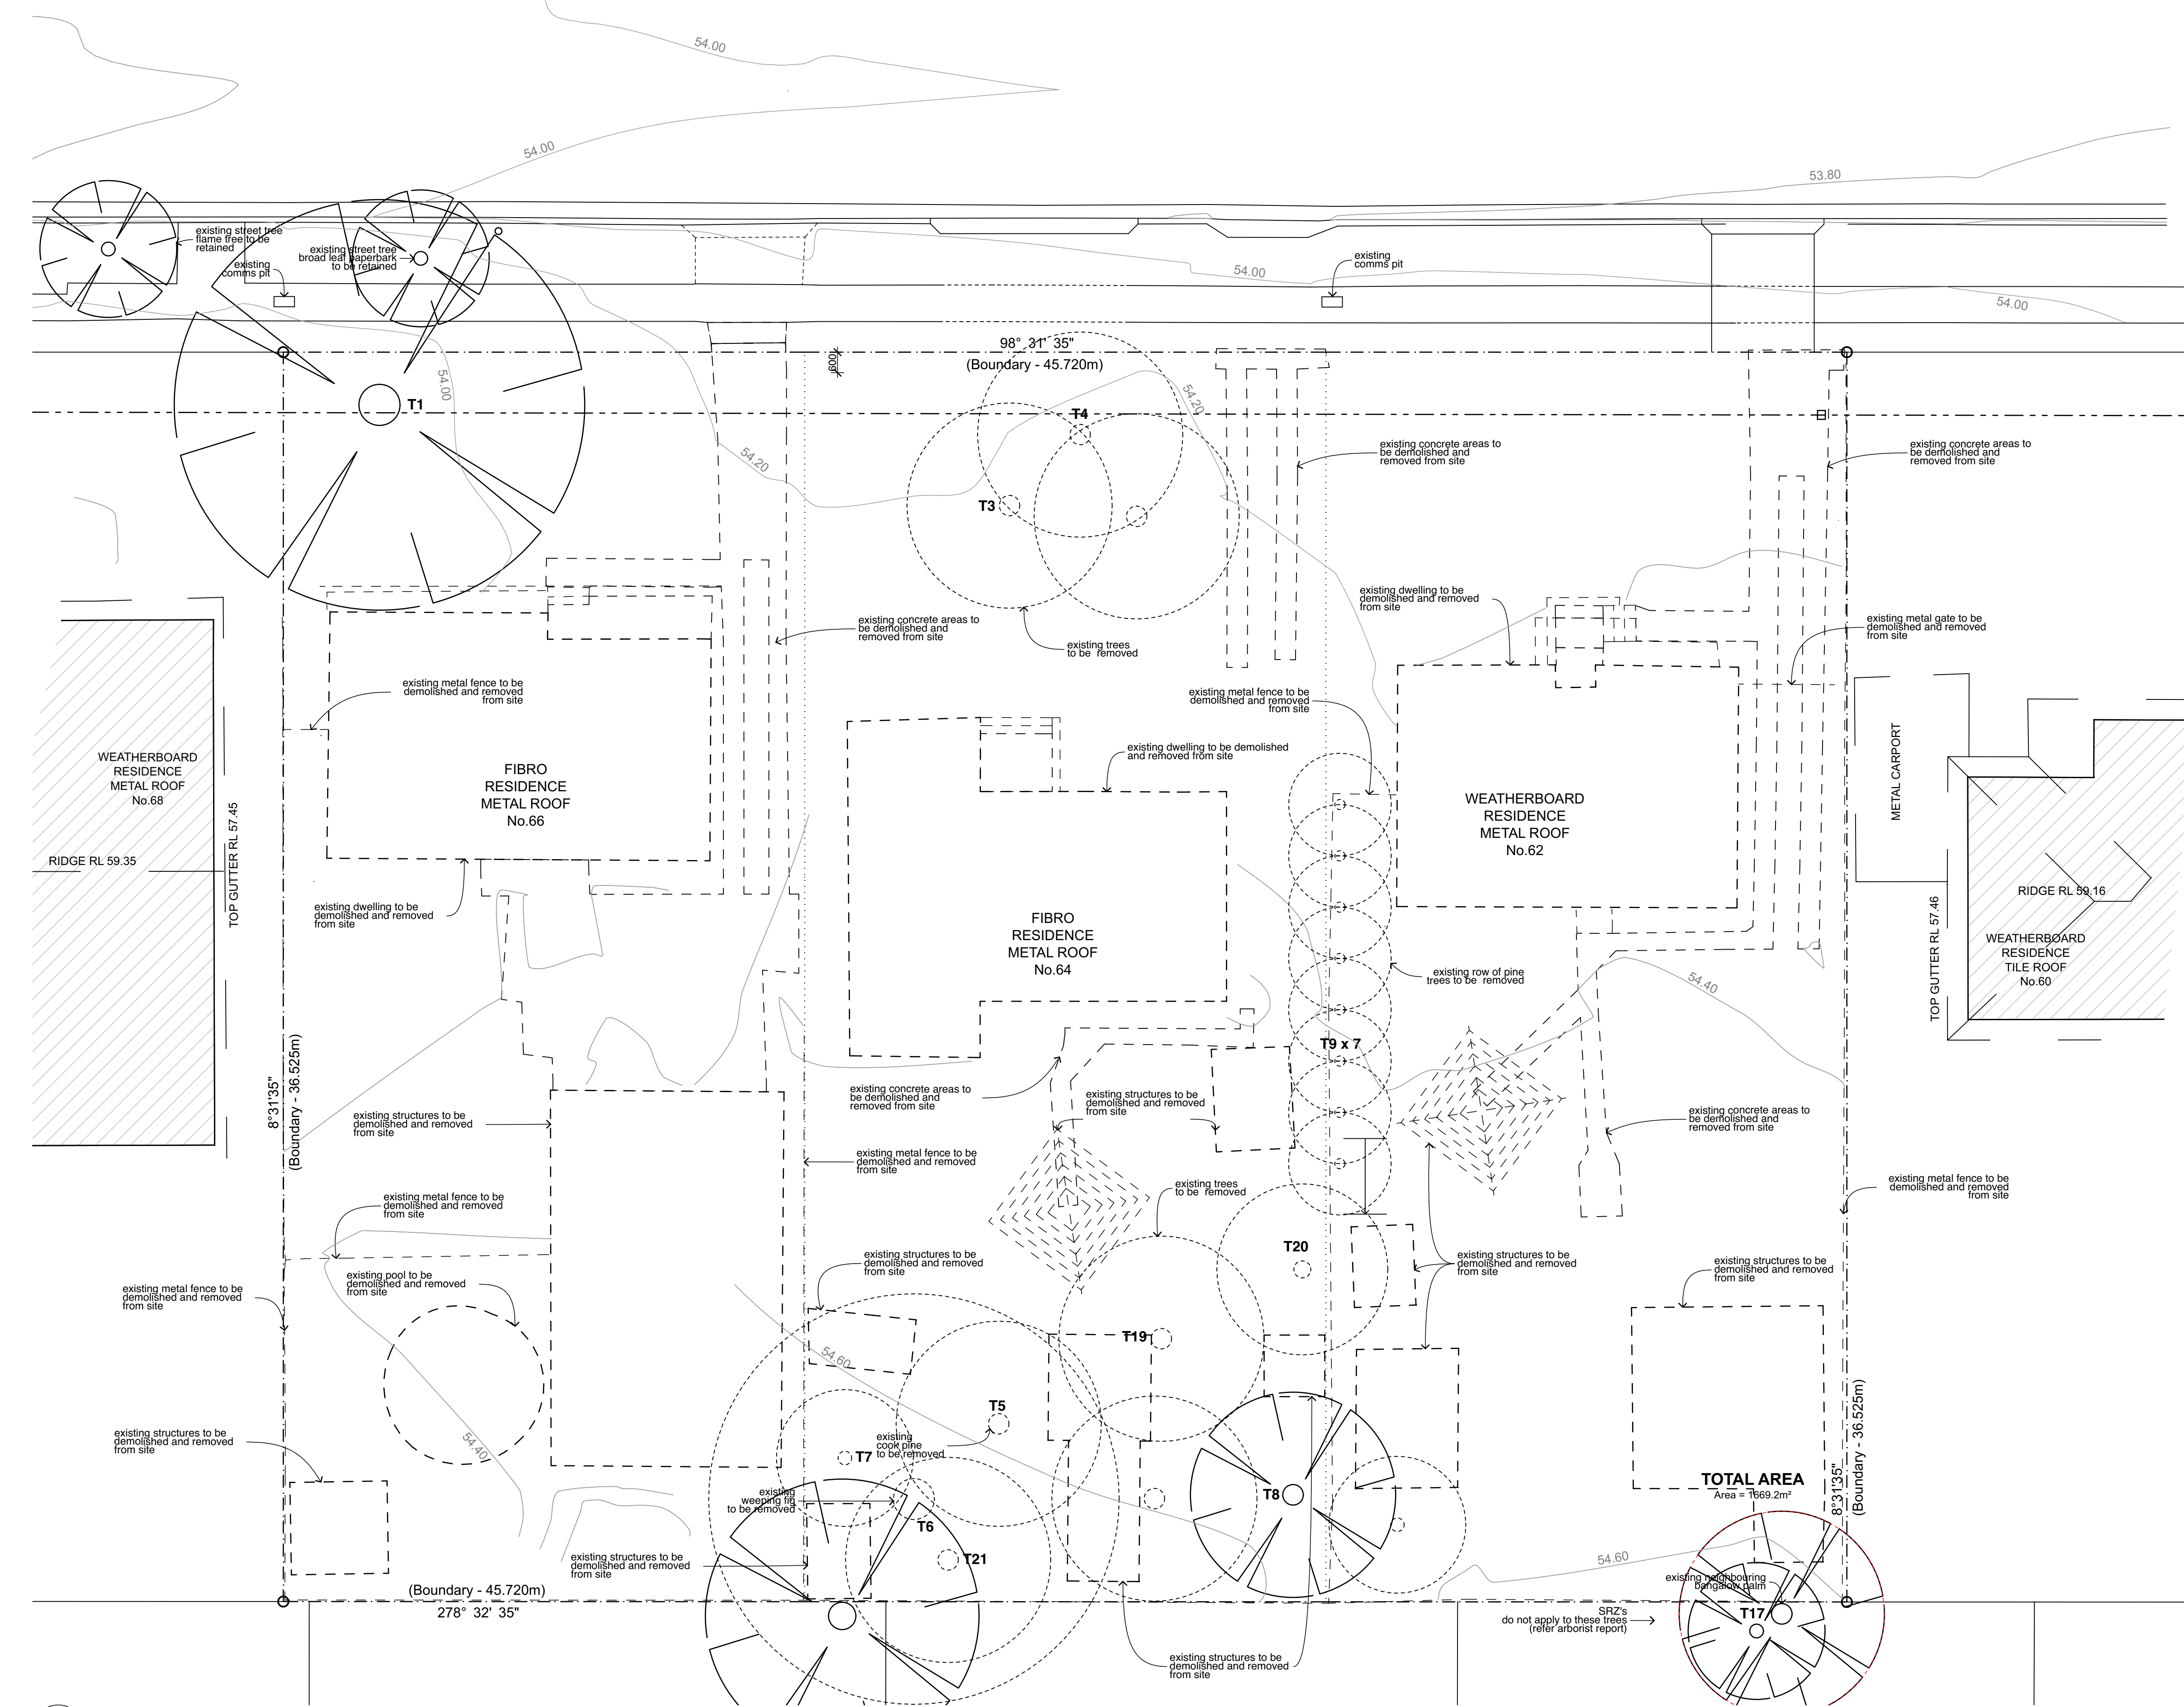 54.00
54.00
53.80
existing street tree
flame tree to be
retained
existing street tree
broad leaf paperbark
to be retained
existing
comms pit
existing
comms pit
54.00
54.00
98° 31' 35"
(Boundary - 45.720m)
600
54.00
T1
54.20
T4
54.20
T3
existing concrete areas to
be demolished and
removed from site
existing concrete areas to
be demolished and
removed from site
existing dwelling to be
demolished and removed
from site
existing concrete areas to
be demolished and
removed from site
existing trees
to be removed
existing metal gate to be
demolished and removed
from site
existing metal fence to be
demolished and removed
from site
existing metal fence to be
demolished and removed
from site
WEATHERBOARD
RESIDENCE
METAL ROOF
No.68
FIBRO
RESIDENCE
METAL ROOF
No.66
existing dwelling to be demolished
and removed from site
WEATHERBOARD
RESIDENCE
METAL ROOF
No.62
METAL CARPORT
RIDGE RL 59.35
TOP GUTTER RL 57.45
RIDGE RL 59.16
TOP GUTTER RL 57.46
WEATHERBOARD
RESIDENCE
TILE ROOF
No.60
existing dwelling to be
demolished and removed
from site
FIBRO
RESIDENCE
METAL ROOF
No.64
existing row of pine
trees to be removed
54.40
T9 x 7
8°31'35"
(Boundary - 36.525m)
existing concrete areas to
be demolished and
removed from site
existing structures to be
demolished and removed
from site
existing structures to be
demolished and removed
from site
existing concrete areas to
be demolished and
removed from site
existing metal fence to be
demolished and removed
from site
existing trees
to be removed
existing metal fence to be
demolished and removed
from site
existing metal fence to be
demolished and removed
from site
T20
existing structures to be
demolished and removed
from site
existing structures to be
demolished and removed
from site
existing structures to be
demolished and removed
from site
existing pool to be
demolished and removed
from site
existing metal fence to be
demolished and removed
from site
T19
54.60
T5
existing
cook pine
to be removed
T7
54.40
existing structures to be
demolished and removed
from site
existing
weeping fig
to be removed
T6
T8
TOTAL AREA
Area = 1669.2m²
8°31'35"
(Boundary - 36.525m)
T21
existing structures to be
demolished and removed
from site
54.60
existing neighbouring
bangalow palm
(Boundary - 45.720m)
278° 32' 35"
T17
SRZ's
do not apply to these trees
(refer arborist report)
existing structures to be
demolished and removed
from site